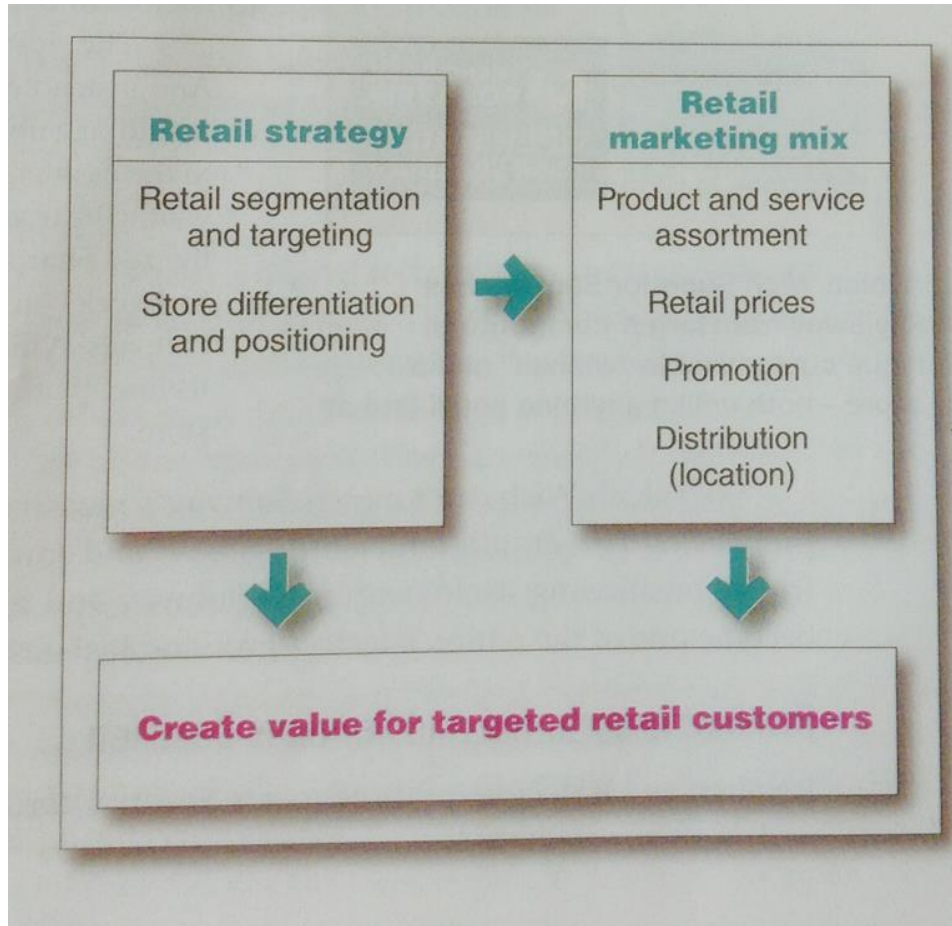 Retail strategy
Retail segmentation
and targeting
Store differentiation
and positioning
Retail
marketing mix
Product and service
assortment
Retail prices
Promotion
Distribution
(location)
Create value for targeted retail customers